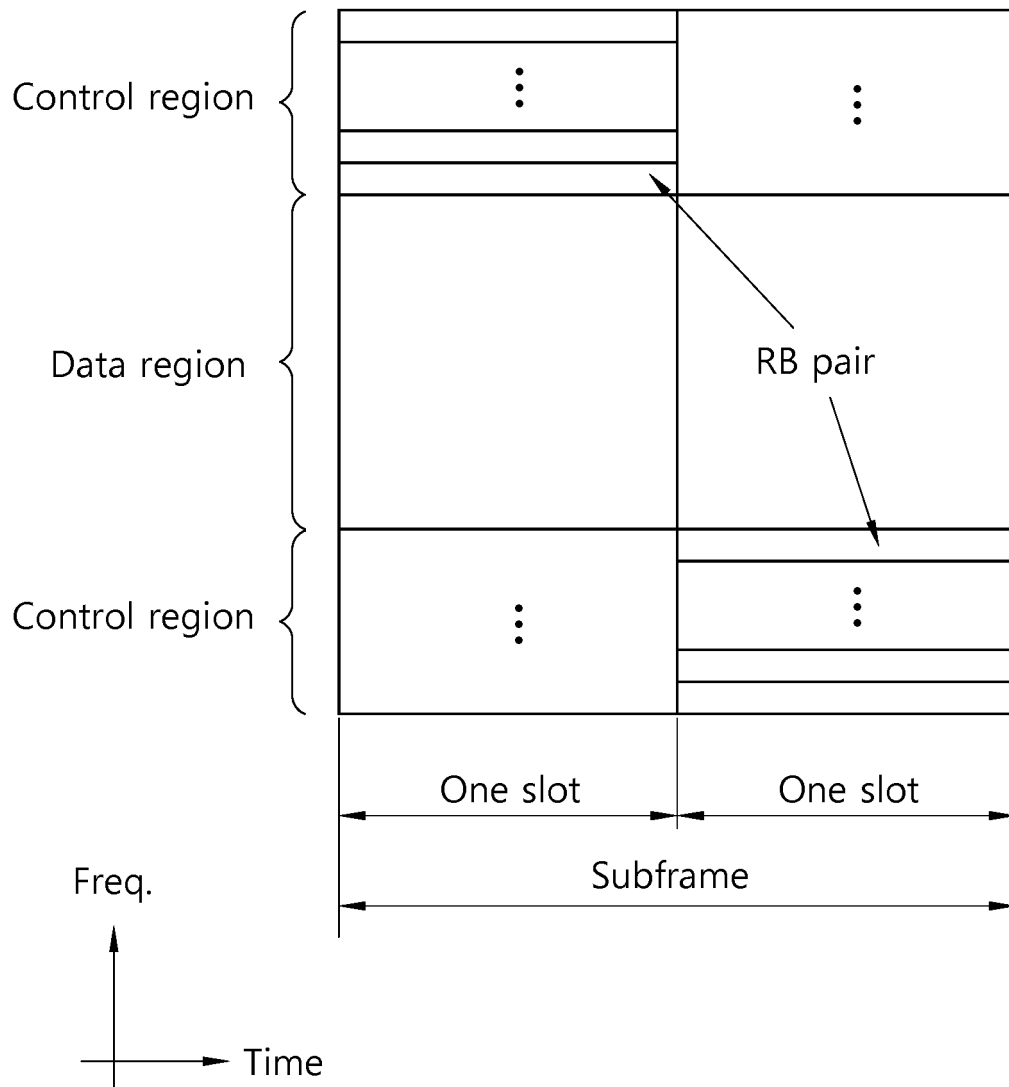 Control region
Data region
RB pair
Control region
One slot
One slot
Subframe
Freq.
Time